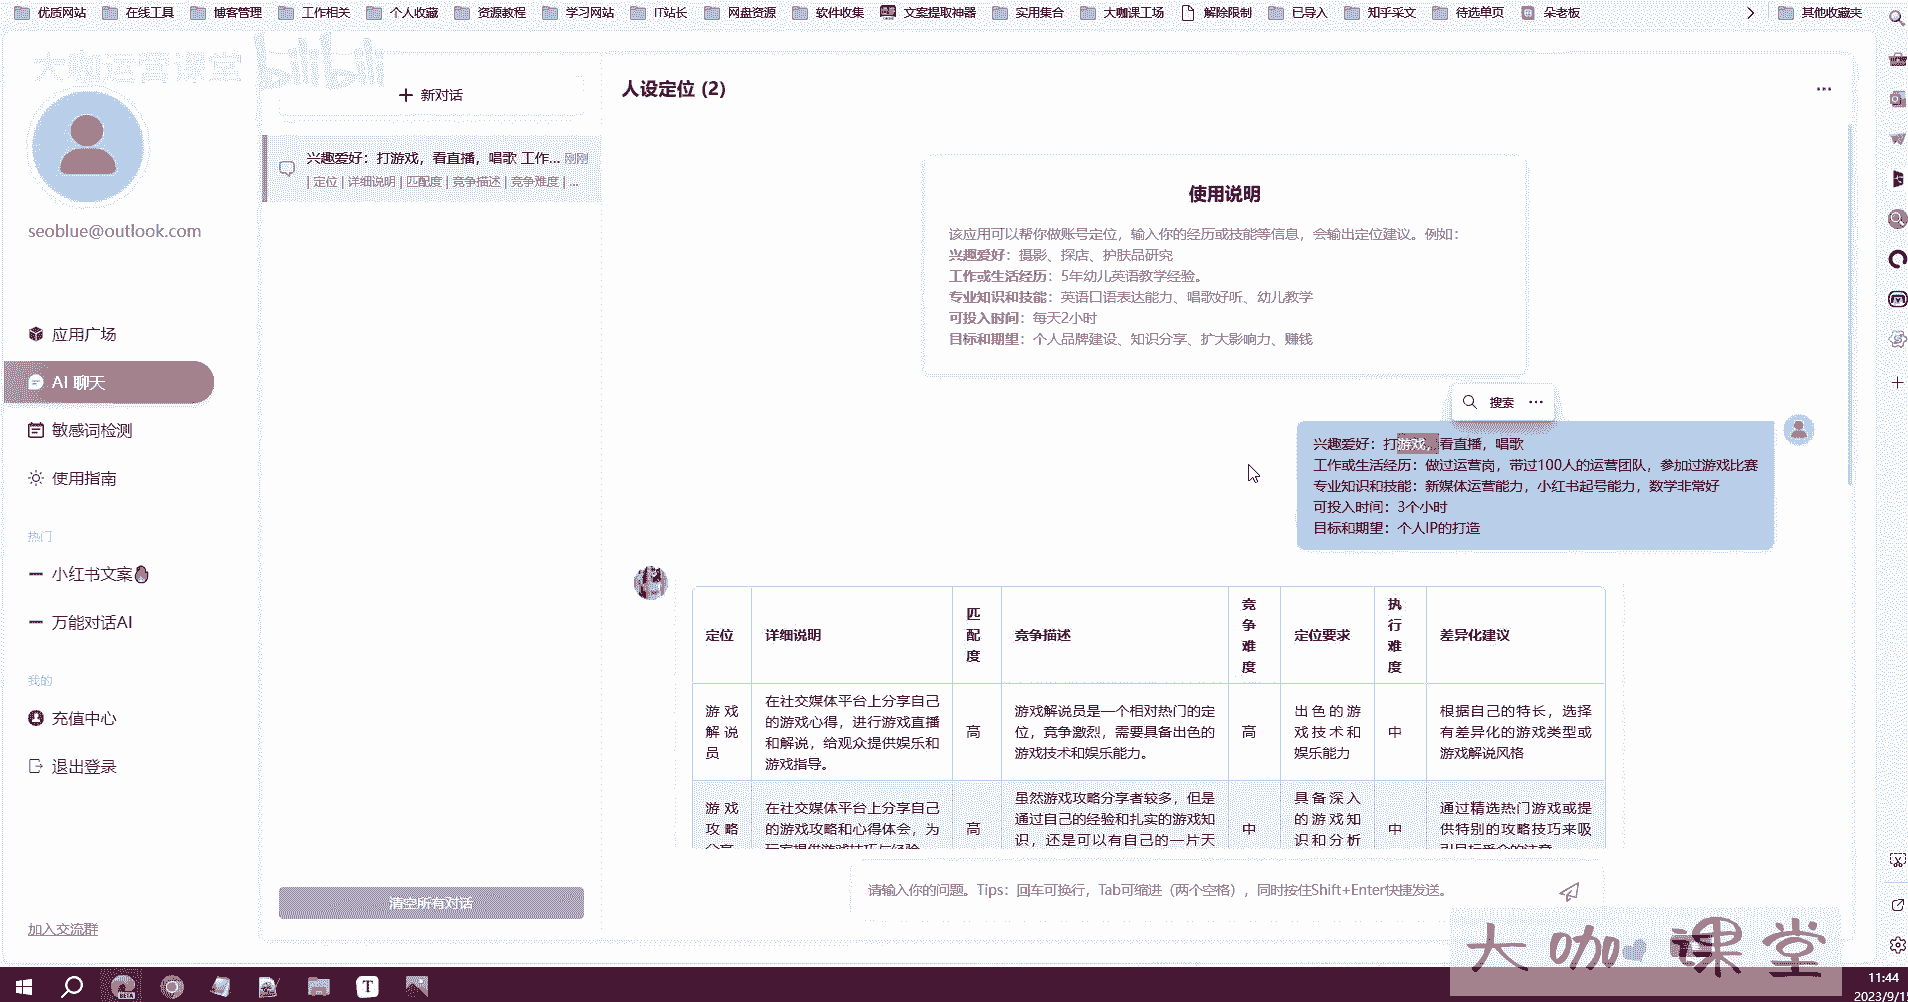 优质网站 在线工具 博客管理 工作相关 个人收藏 资源教程 学习网站 IT站长 网盘资源 软件收集 文案提取神器 实用集合 大咖课工场 解除限制 已导入 知乎采文 待选单页 朵老板 其他收藏夹
大咖运营课堂 bilibili
seoblue@outlook.com
应用广场
AI 聊天
敏感词检测
使用指南
热门
小红书文案
万能对话AI
我的
充值中心
退出登录
加入交流群
新对话
兴趣爱好：打游戏，看直播，唱歌 工作... 刚刚
| 定位 | 详细说明 | 匹配度 | 竞争描述 | 竞争难度 | ...
清空所有对话
人设定位 (2)
使用说明
该应用可以帮你做账号定位，输入你的经历或技能等信息，会输出定位建议。例如：
兴趣爱好：摄影、探店、护肤品研究
工作或生活经历：5年幼儿英语教学经验。
专业知识和技能：英语口语表达能力、唱歌好听、幼儿教学
可投入时间：每天2小时
目标和期望：个人品牌建设、知识分享、扩大影响力、赚钱
搜索
兴趣爱好：打游戏，看直播，唱歌
工作或生活经历：做过运营岗，带过100人的运营团队，参加过游戏比赛
专业知识和技能：新媒体运营能力，小红书起号能力，数学非常好
可投入时间：3个小时
目标和期望：个人IP的打造
定位
详细说明
匹
配
度
竞争描述
竞
争
难
度
定位要求
执
行
难
度
差异化建议
游戏
解说
员
在社交媒体平台上分享自己
的游戏心得，进行游戏直播
和解说，给观众提供娱乐和
游戏指导。
高
游戏解说员是一个相对热门的定
位，竞争激烈，需要具备出色的
游戏技术和娱乐能力。
高
出色的游
戏技术和
娱乐能力
中
根据自己的特长，选择
有差异化的游戏类型或
游戏解说风格
游戏
攻略
在社交媒体平台上分享自己
的游戏攻略和心得体会，为
高
虽然游戏攻略分享者较多，但是
通过自己的经验和扎实的游戏知
识，还是可以有自己的一片天
中
具备深入
的游戏知
识和分析
中
通过精选热门游戏或提
供特别的攻略技巧来吸
请输入你的问题。Tips：回车可换行，Tab可缩进（两个空格），同时按住Shift+Enter快捷发送。
大咖课堂
BETA
T
11:44